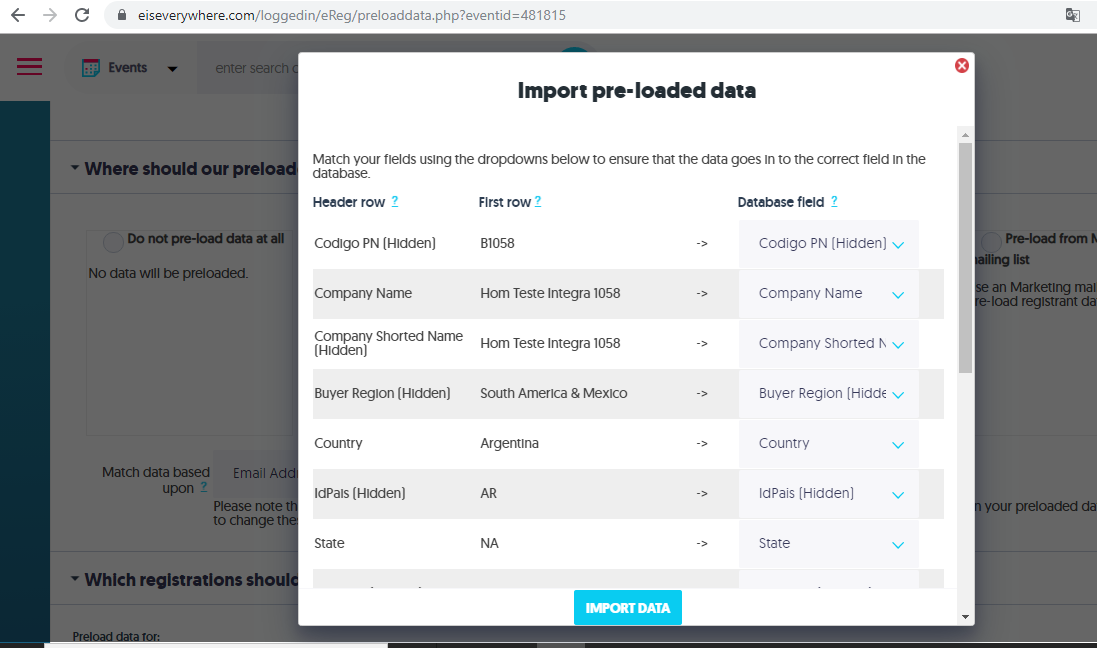 eiseverywhere.com/loggedin/eReg/preloaddata.php?eventid=481815
Events
enter search
Import pre-loaded data
Match your fields using the dropdowns below to ensure that the data goes in to the correct field in the
database.
Header row ? First row ? Database field ?
Codigo PN (Hidden) B1058 -> Codigo PN (Hidden)
Company Name Hom Teste Integra 1058 -> Company Name
Company Shorted Name
(Hidden) Hom Teste Integra 1058 -> Company Shorted N
Buyer Region (Hidden) South America & Mexico -> Buyer Region (Hidde
Country Argentina -> Country
IdPais (Hidden) AR -> IdPais (Hidden)
State NA -> State
IMPORT DATA
Where should our preload
Do not pre-load data at all
No data will be preloaded.
Pre-load from M
ailing list
se an Marketing mai
re-load registrant da
Match data based
upon ?
Email Add
Please note th
to change thes
n your preloaded da
Which registrations should
Preload data for: